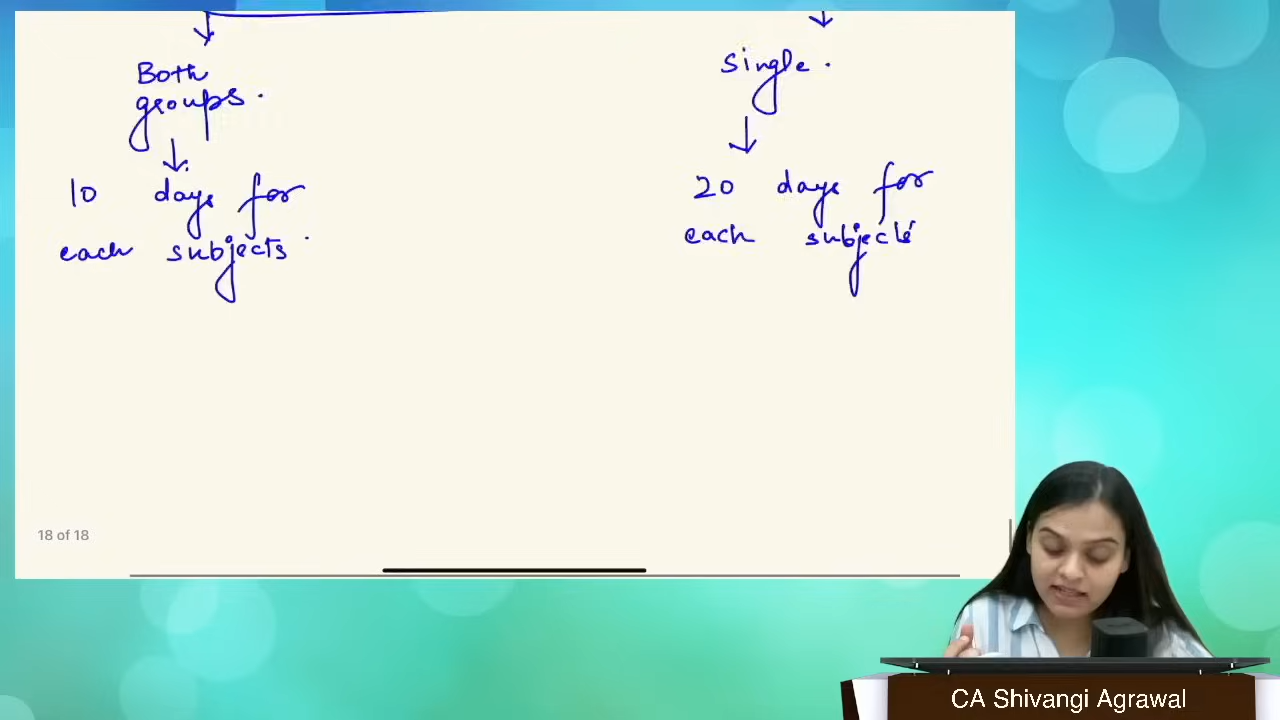 Both
groups.
10 days for
each subjects.
Single.
20 days for
each subjects
18 of 18
CA Shivangi Agrawal